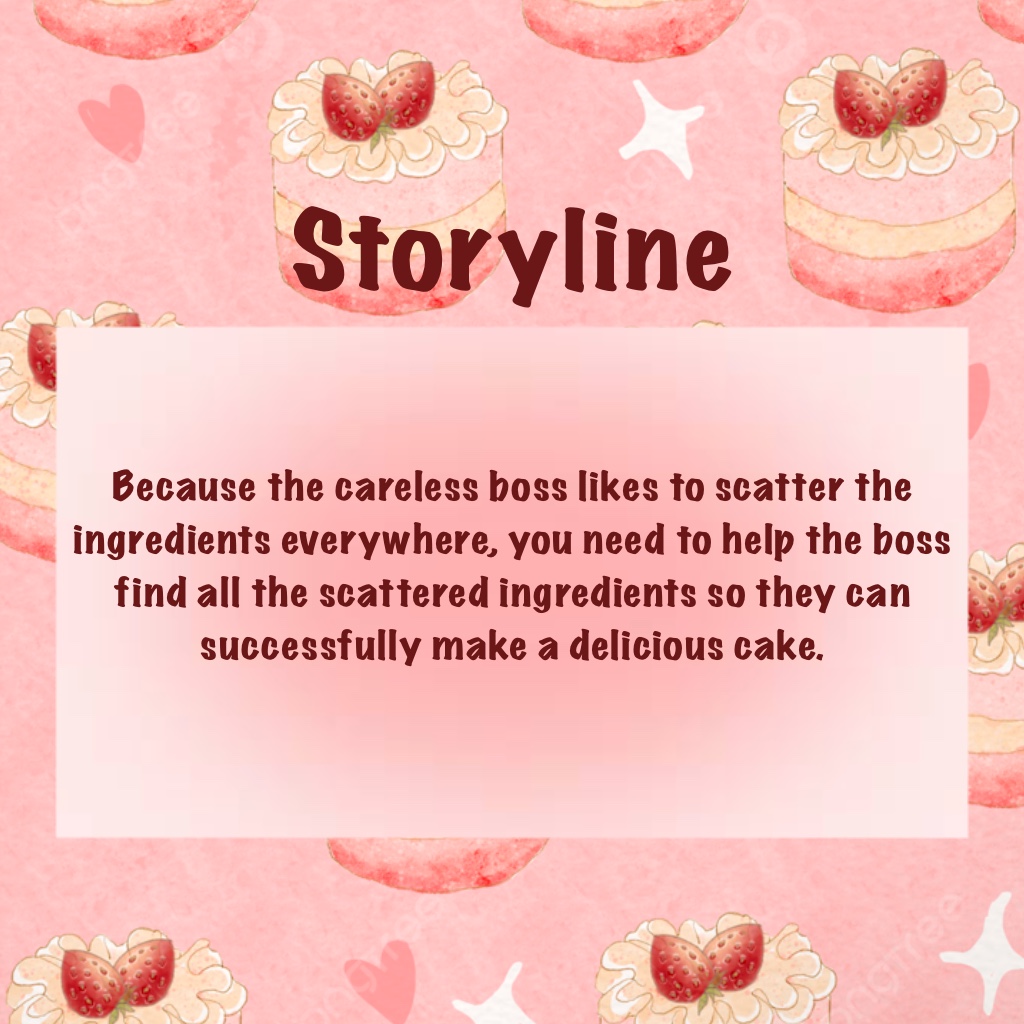 Storyline
Because the careless boss likes to scatter the
ingredients everywhere, you need to help the boss
find all the scattered ingredients so they can
successfully make a delicious cake.